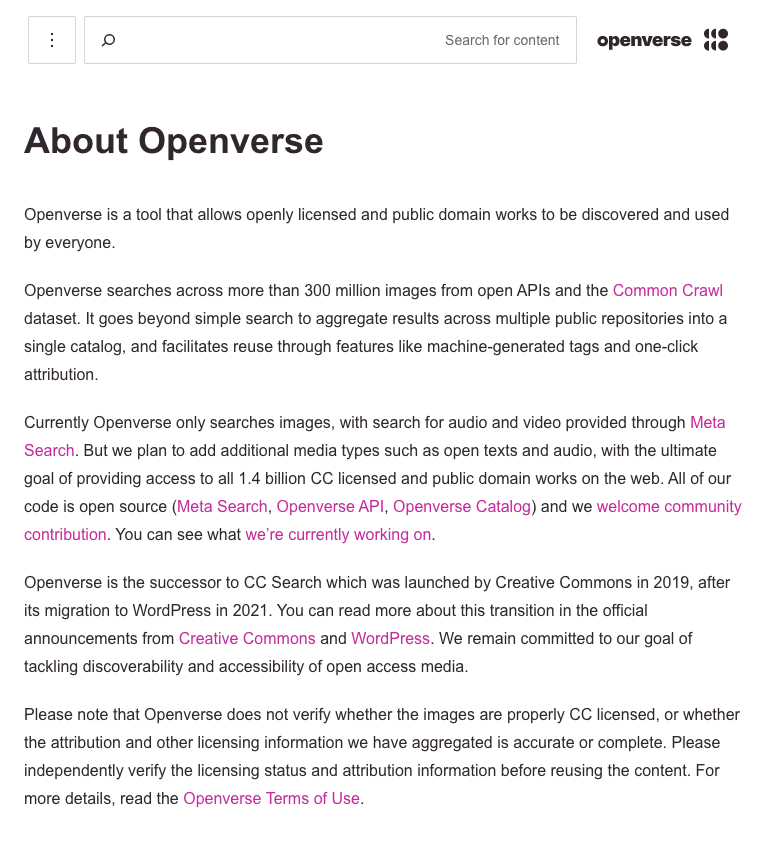 Search for content
openverse
About Openverse
Openverse is a tool that allows openly licensed and public domain works to be discovered and used
by everyone.
Openverse searches across more than 300 million images from open APIs and the Common Crawl
dataset. It goes beyond simple search to aggregate results across multiple public repositories into a
single catalog, and facilitates reuse through features like machine-generated tags and one-click
attribution.
Currently Openverse only searches images, with search for audio and video provided through Meta
Search. But we plan to add additional media types such as open texts and audio, with the ultimate
goal of providing access to all 1.4 billion CC licensed and public domain works on the web. All of our
code is open source (Meta Search, Openverse API, Openverse Catalog) and we welcome community
contribution. You can see what we’re currently working on.
Openverse is the successor to CC Search which was launched by Creative Commons in 2019, after
its migration to WordPress in 2021. You can read more about this transition in the official
announcements from Creative Commons and WordPress. We remain committed to our goal of
tackling discoverability and accessibility of open access media.
Please note that Openverse does not verify whether the images are properly CC licensed, or whether
the attribution and other licensing information we have aggregated is accurate or complete. Please
independently verify the licensing status and attribution information before reusing the content. For
more details, read the Openverse Terms of Use.